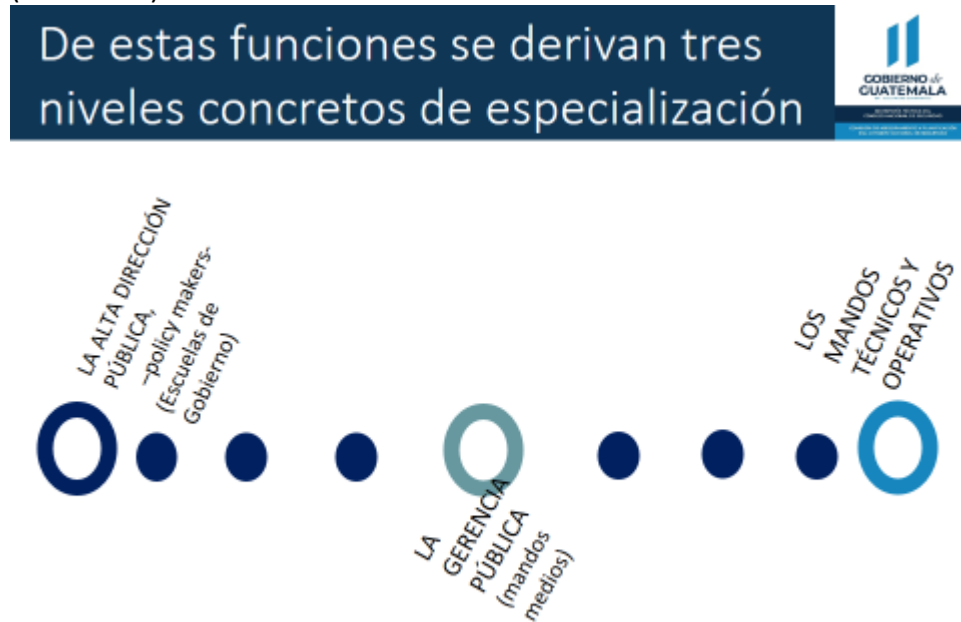 De estas funciones se derivan tres
niveles concretos de especialización
GOBIERNO de
GUATEMALA
LA ALTA DIRECCIÓN
PÚBLICA,
–policy makers-
(Escuelas de
Gobierno)
LA
GERENCIA
PÚBLICA
(mandos
medios)
LOS
MANDOS
TÉCNICOS Y
OPERATIVOS